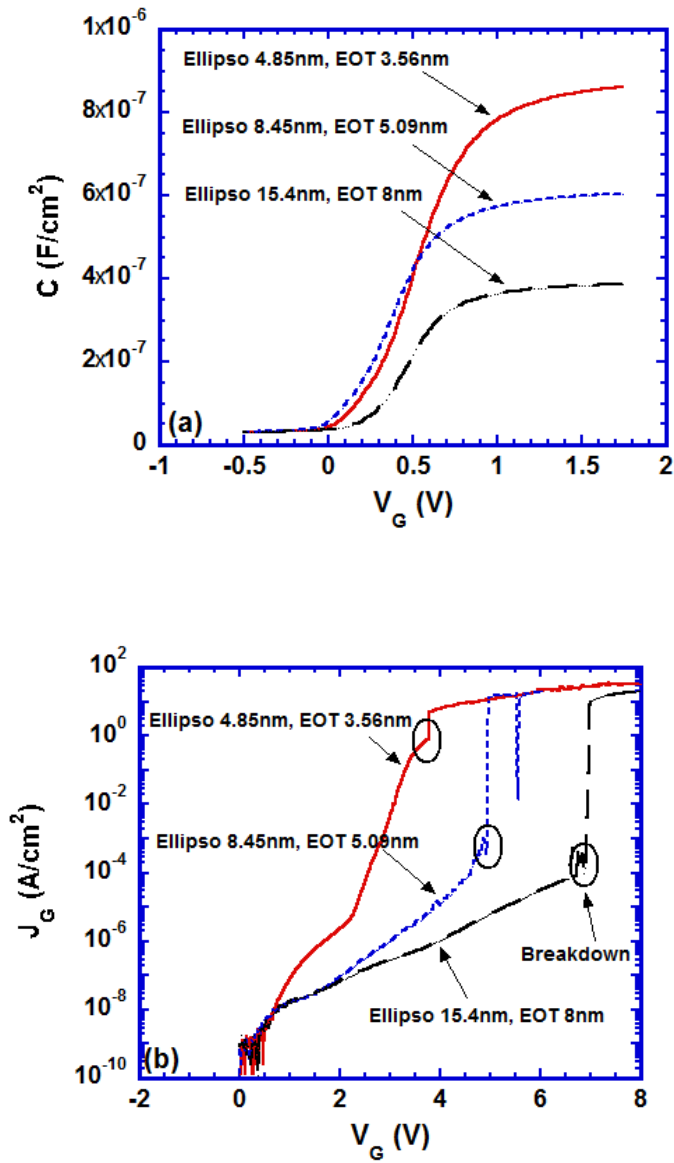 1x10⁻⁶
8x10⁻⁷
6x10⁻⁷
4x10⁻⁷
2x10⁻⁷
0
C (F/cm²)
Ellipso 4.85nm, EOT 3.56nm
Ellipso 8.45nm, EOT 5.09nm
Ellipso 15.4nm, EOT 8nm
(a)
-1 -0.5 0 0.5 1 1.5 2
V_G (V)
10²
10⁰
10⁻²
10⁻⁴
10⁻⁶
10⁻⁸
10⁻¹⁰
J_G (A/cm²)
Ellipso 4.85nm, EOT 3.56nm
Ellipso 8.45nm, EOT 5.09nm
Breakdown
Ellipso 15.4nm, EOT 8nm
(b)
-2 0 2 4 6 8
V_G (V)